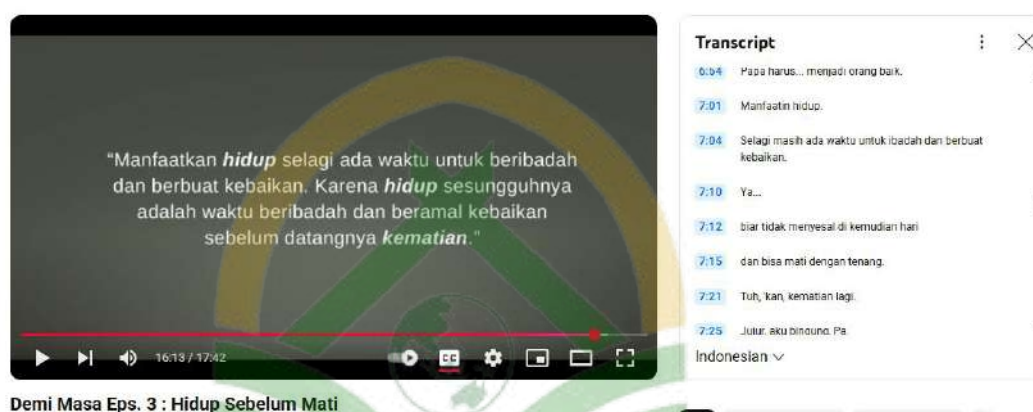 "Manfaatkan hidup selagi ada waktu untuk beribadah
dan berbuat kebaikan. Karena hidup sesungguhnya
adalah waktu beribadah dan beramal kebaikan
sebelum datangnya kematian."
16:13 / 17:42
CC
Demi Masa Eps. 3 : Hidup Sebelum Mati
Transcript
6:54 Papa harus... menjadi orang baik.
7:01 Manfaatin hidup.
7:04 Selagi masih ada waktu untuk ibadah dan berbuat
kebaikan.
7:10 Ya...
7:12 biar tidak menyesal di kemudian hari
7:15 dan bisa mati dengan tenang.
7:21 Tuh, 'kan, kematian lagi.
7:25 Jujur, aku bingung, Pa.
Indonesian